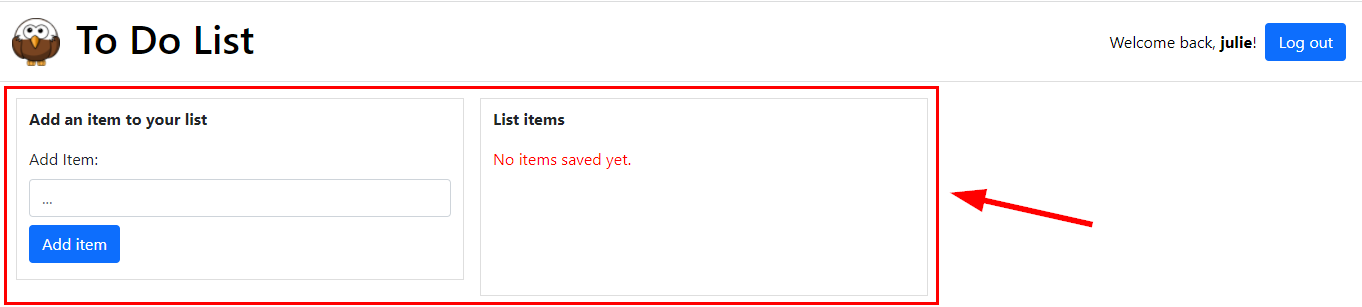 To Do List
Welcome back, julie!
Log out
Add an item to your list
Add Item:
...
Add item
List items
No items saved yet.